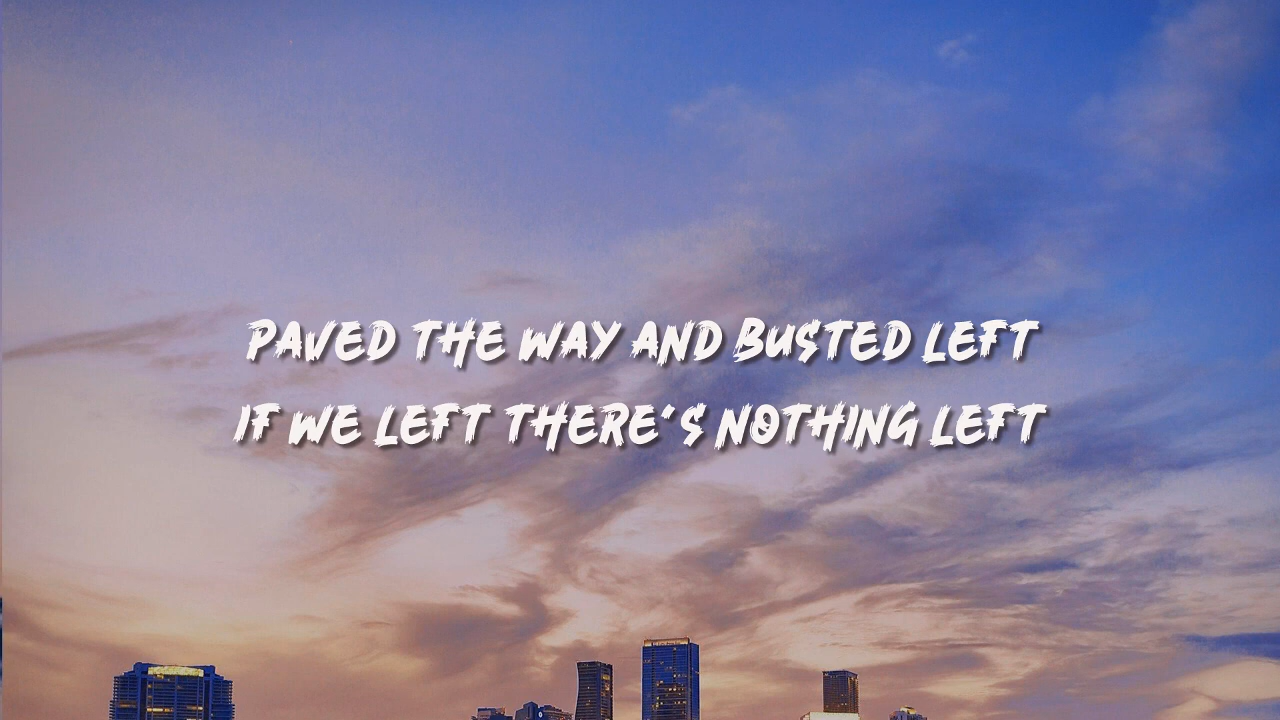 PAVED THE WAY AND BUSTED LEFT
IF WE LEFT THERE'S NOTHING LEFT